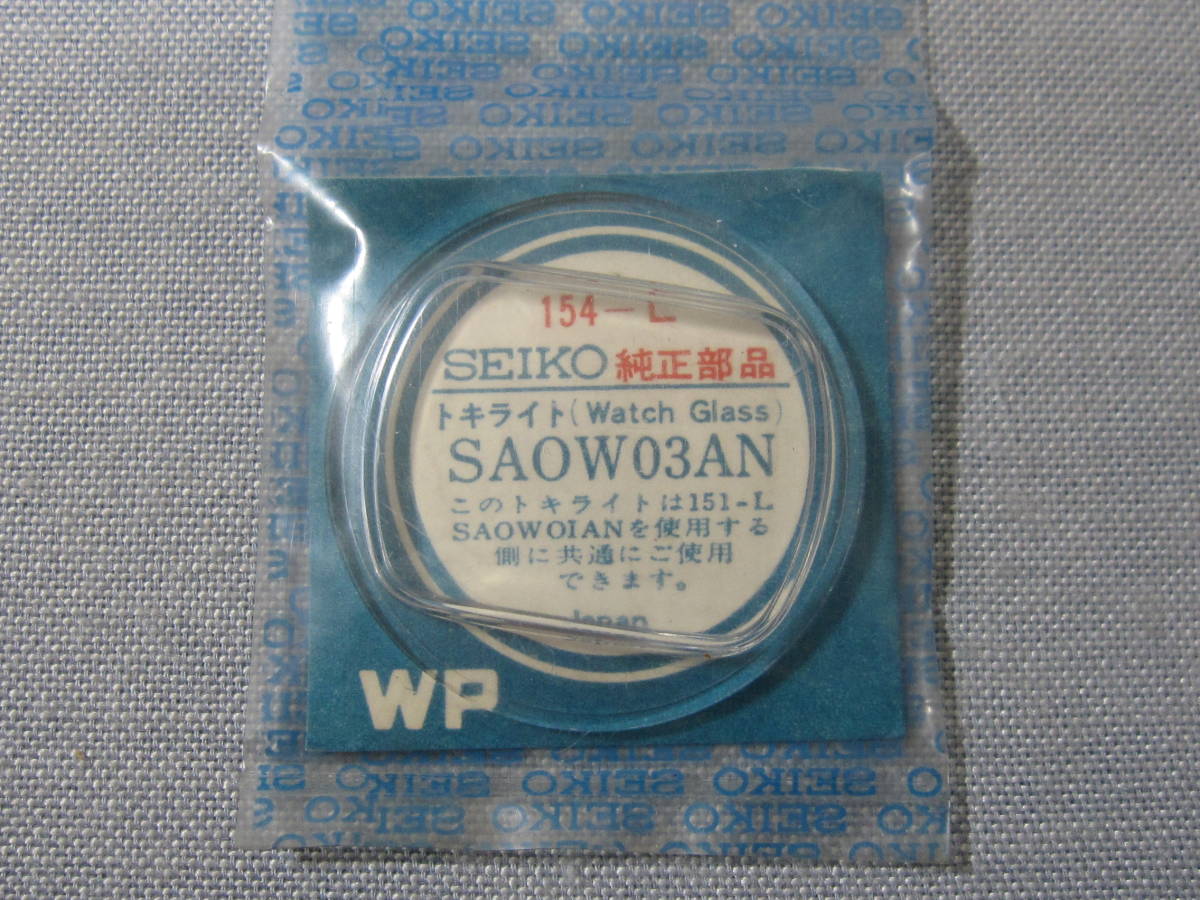 154-L
SEIKO 純正部品
トキライト(Watch Glass)
SAOW03AN
このトキライトは151-L
SAOWOIANを使用する
側に共通にご使用
できます。
Japan
WP
SEIKO SEIKO SEIKO